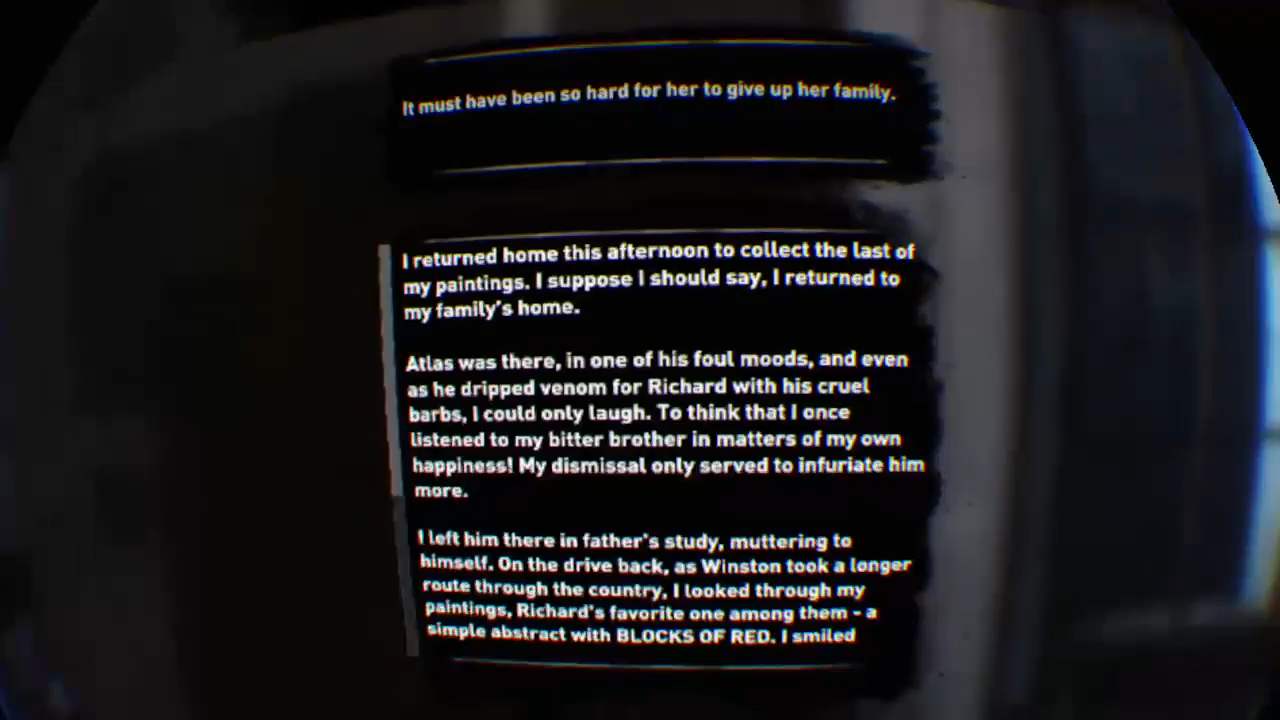 It must have been so hard for her to give up her family.
I returned home this afternoon to collect the last of
my paintings. I suppose I should say, I returned to
my family's home.
Atlas was there, in one of his foul moods, and even
as he dripped venom for Richard with his cruel
barbs, I could only laugh. To think that I once
listened to my bitter brother in matters of my own
happiness! My dismissal only served to infuriate him
more.
I left him there in father's study, muttering to
himself. On the drive back, as Winston took a longer
route through the country, I looked through my
paintings, Richard's favorite one among them - a
simple abstract with BLOCKS OF RED. I smiled